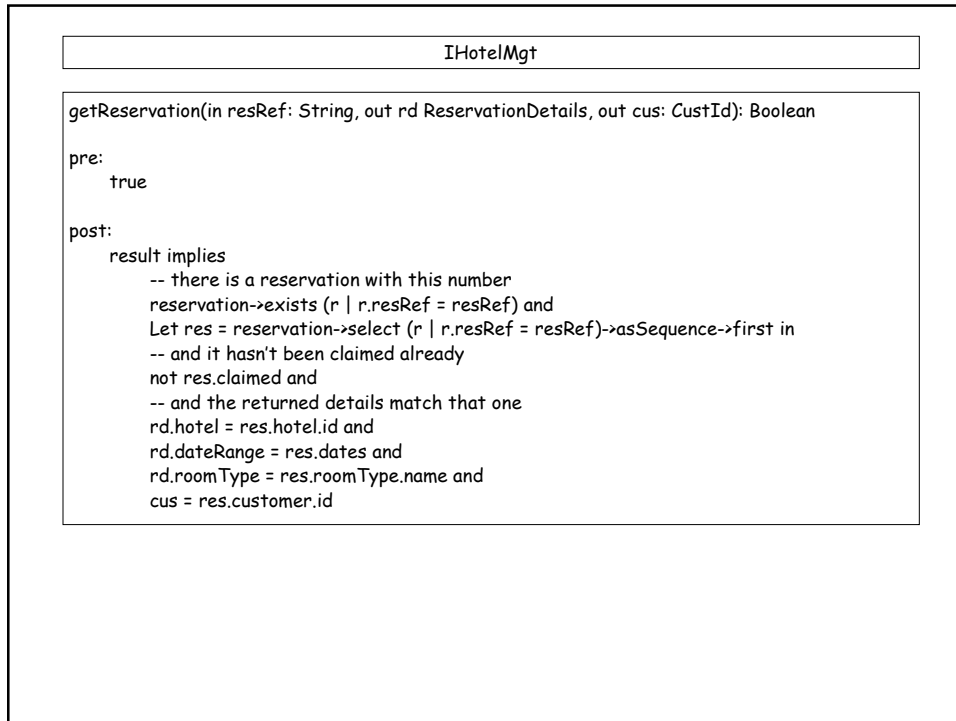 IHotelMgt
getReservation(in resRef: String, out rd ReservationDetails, out cus: CustId): Boolean
pre:
true
post:
result implies
-- there is a reservation with this number
reservation->exists (r | r.resRef = resRef) and
Let res = reservation->select (r | r.resRef = resRef)->asSequence->first in
-- and it hasn't been claimed already
not res.claimed and
-- and the returned details match that one
rd.hotel = res.hotel.id and
rd.dateRange = res.dates and
rd.roomType = res.roomType.name and
cus = res.customer.id